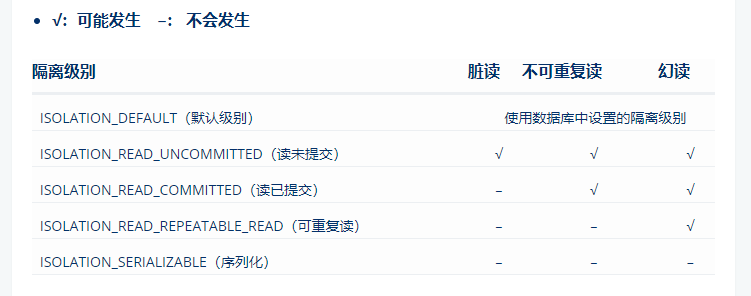 • √：可能发生 –： 不会发生
隔离级别 脏读 不可重复读 幻读
ISOLATION_DEFAULT（默认级别） 使用数据库中设置的隔离级别
ISOLATION_READ_UNCOMMITTED（读未提交） √ √ √
ISOLATION_READ_COMMITTED（读已提交） – √ √
ISOLATION_READ_REPEATABLE_READ（可重复读） – – √
ISOLATION_SERIALIZABLE（序列化） – – –